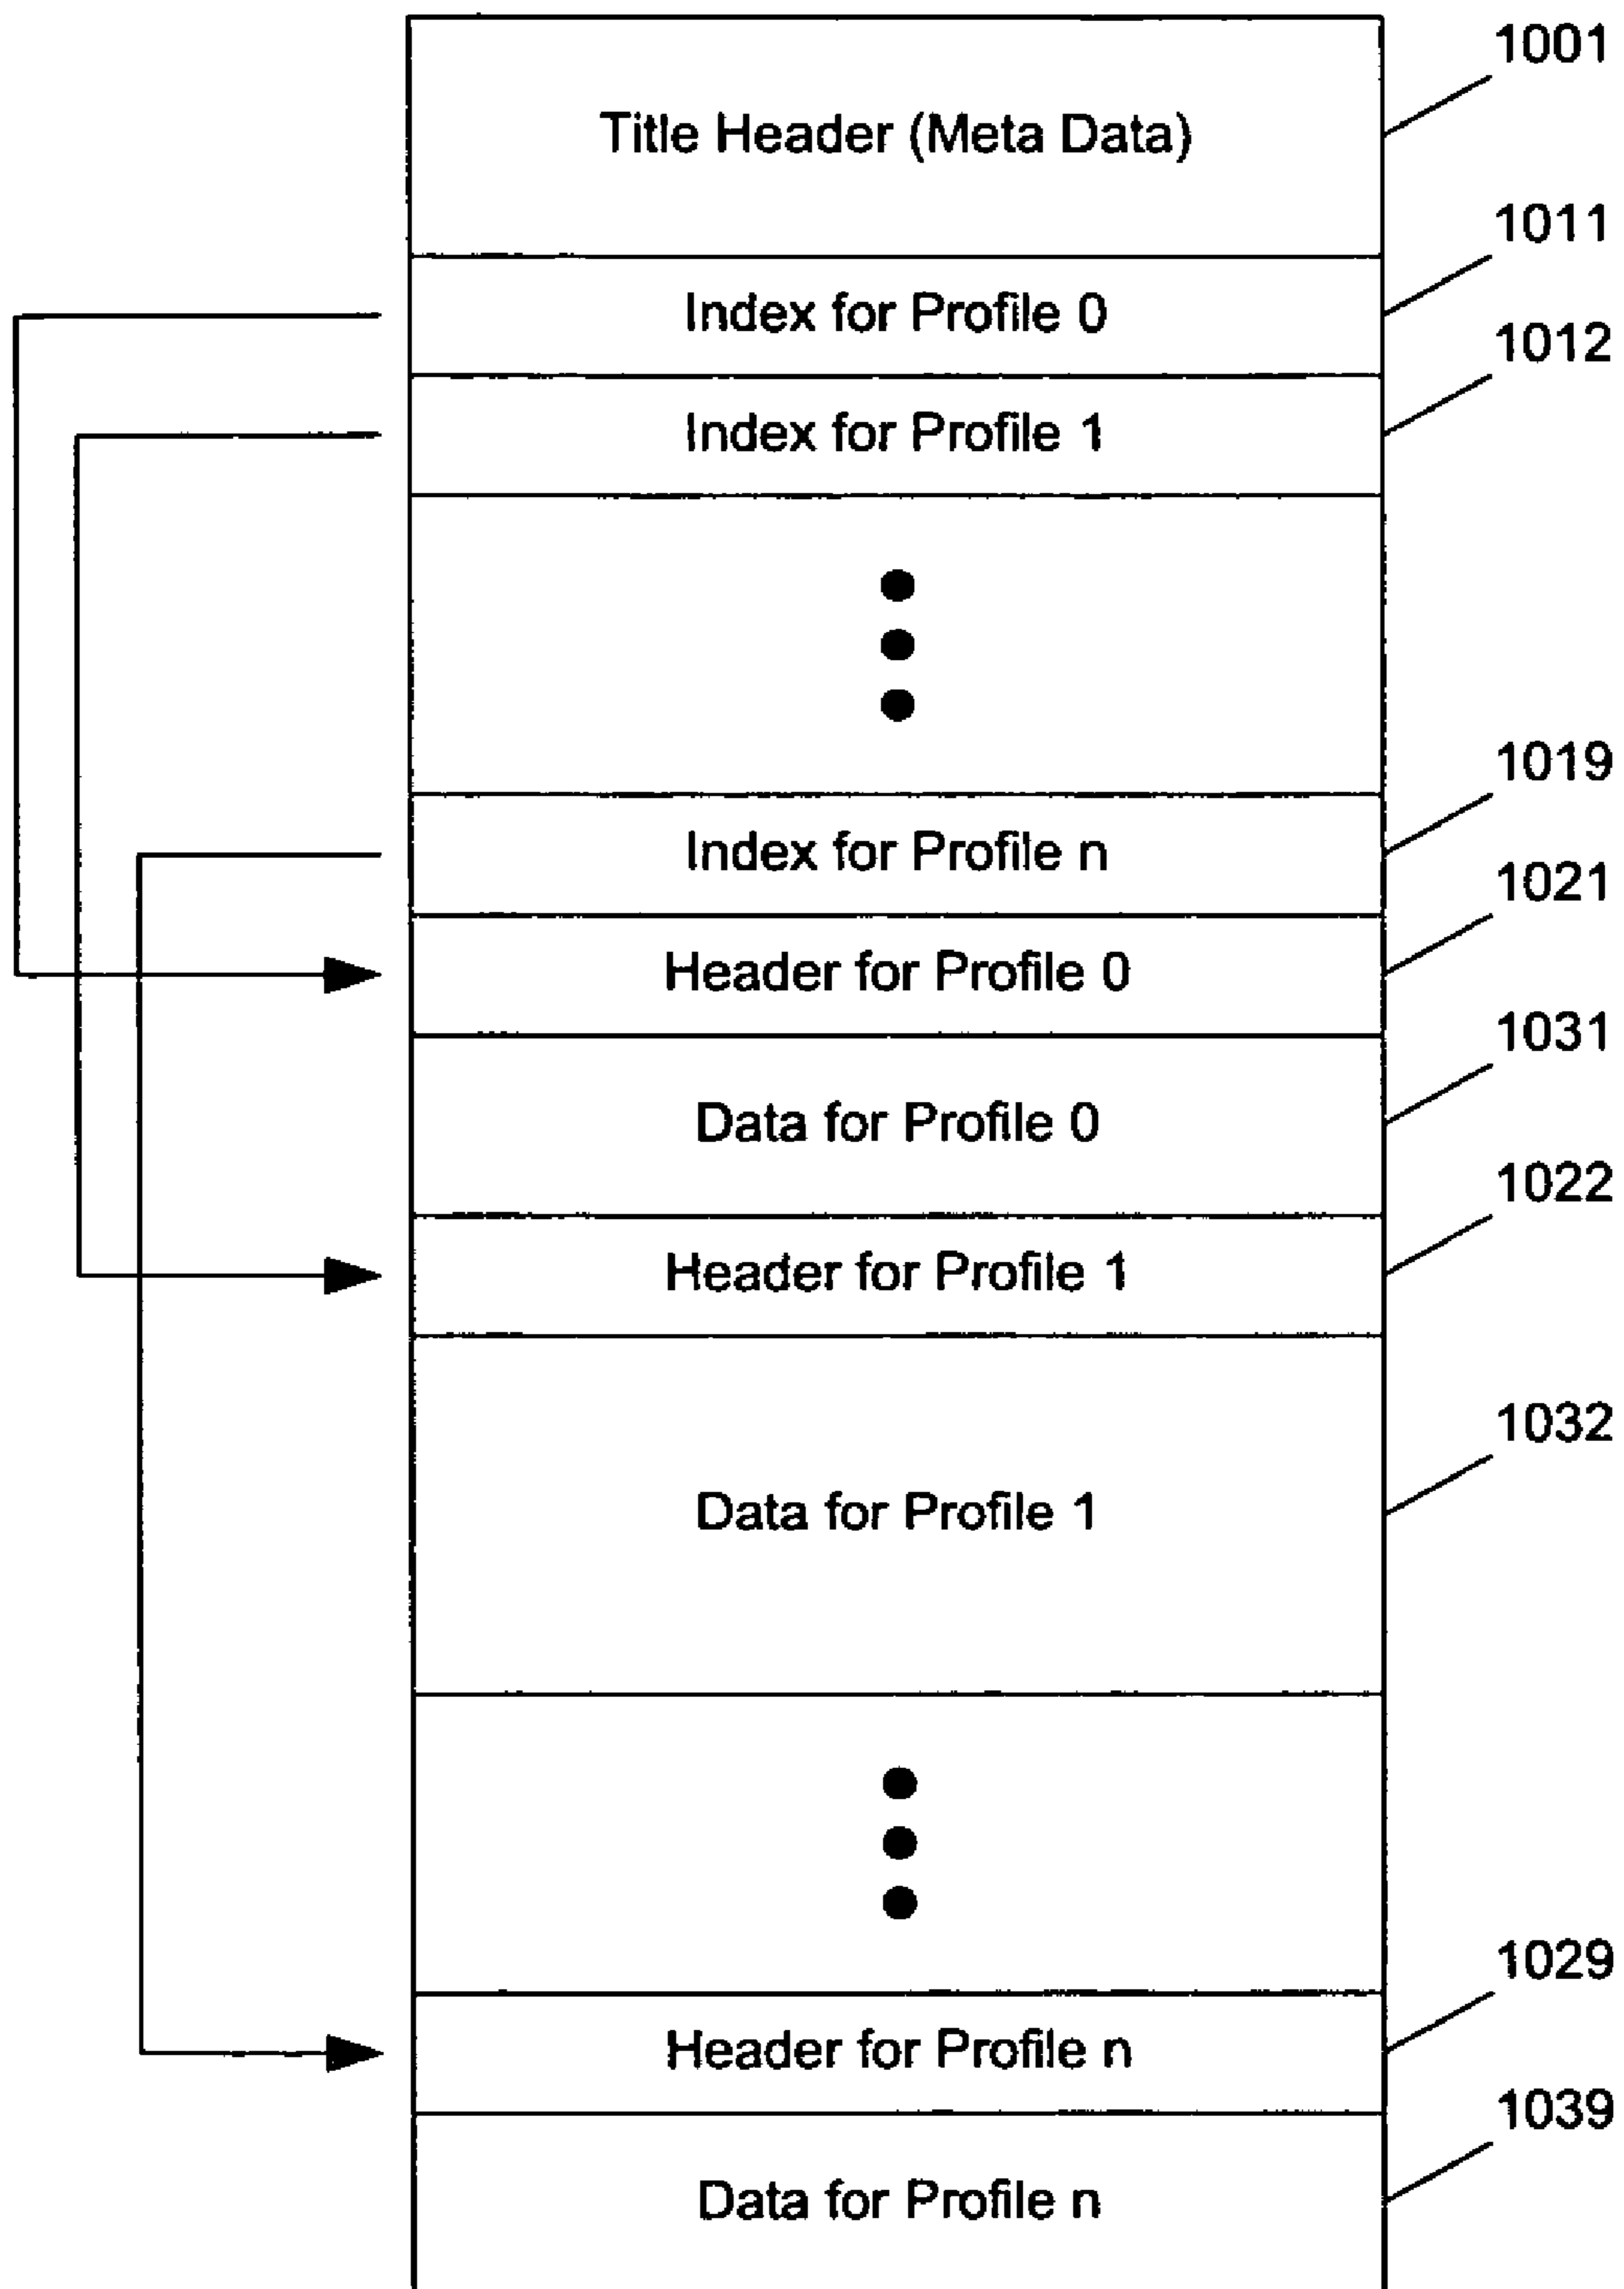 1001
Title Header (Meta Data)
1011
Index for Profile 0
1012
Index for Profile 1
1019
Index for Profile n
1021
Header for Profile 0
1031
Data for Profile 0
1022
Header for Profile 1
1032
Data for Profile 1
1029
Header for Profile n
1039
Data for Profile n